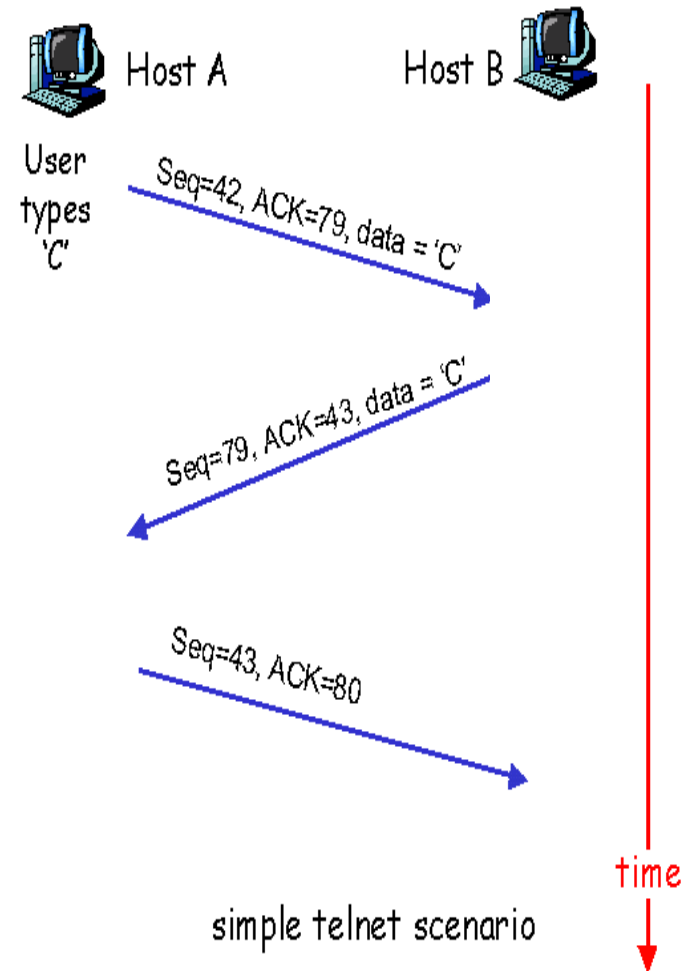 Host A
Host B
User
types
‘C’
Seq=42, ACK=79, data = ‘C’
Seq=79, ACK=43, data = ‘C’
Seq=43, ACK=80
time
simple telnet scenario